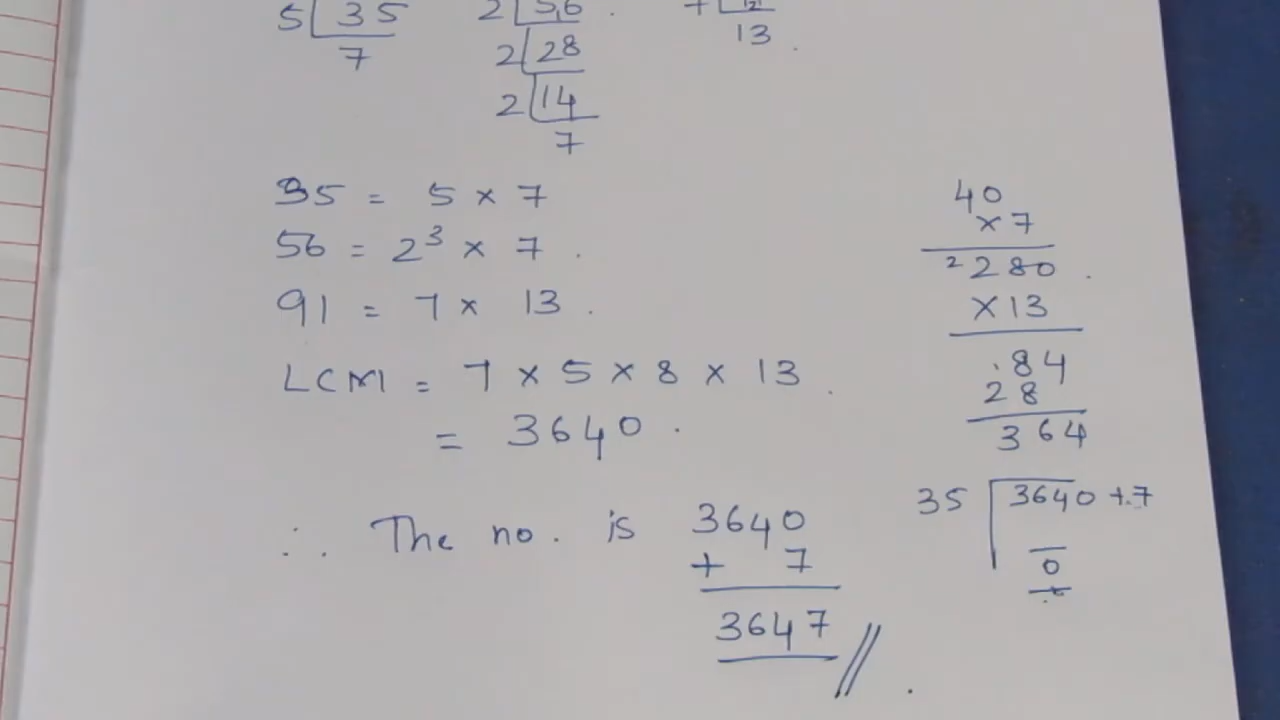 5 35 2 56 7
7 2 28 13
2 14
7
35 = 5 × 7
56 = 2³ × 7
91 = 7 × 13
LCM = 7 × 5 × 8 × 13
= 3640
∴ The no. is 3640
+ 7
3647
40
×7
2 280
×13
84
28
364
35 3640 +7
0